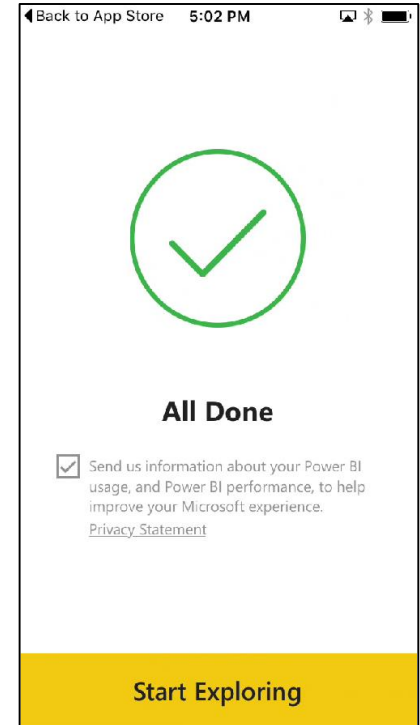 Back to App Store 5:02 PM
All Done
Send us information about your Power BI
usage, and Power BI performance, to help
improve your Microsoft experience.
Privacy Statement
Start Exploring